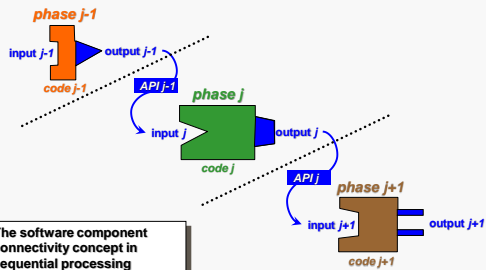 phase j-1
input j-1
output j-1
code j-1
API j-1
phase j
input j
output j
code j
API j
phase j+1
input j+1
output j+1
code j+1
he software component
onnectivity concept in
equential processing